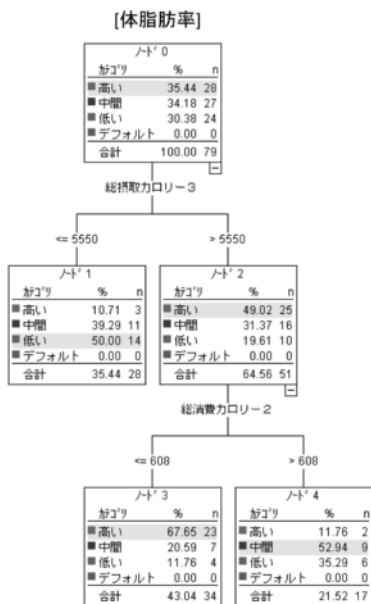 [体脂肪率]
ノード 0
カテゴリ % n
高い 35.44 28
中間 34.18 27
低い 30.38 24
デフォルト 0.00 0
合計 100.00 79
総摂取カロリー3
<= 5550
> 5550
ノード 1
カテゴリ % n
高い 10.71 3
中間 39.29 11
低い 50.00 14
デフォルト 0.00 0
合計 35.44 28
ノード 2
カテゴリ % n
高い 49.02 25
中間 31.37 16
低い 19.61 10
デフォルト 0.00 0
合計 64.56 51
総消費カロリー2
<= 608
> 608
ノード 3
カテゴリ % n
高い 67.65 23
中間 20.59 7
低い 11.76 4
デフォルト 0.00 0
合計 43.04 34
ノード 4
カテゴリ % n
高い 11.76 2
中間 52.94 9
低い 35.29 6
デフォルト 0.00 0
合計 21.52 17